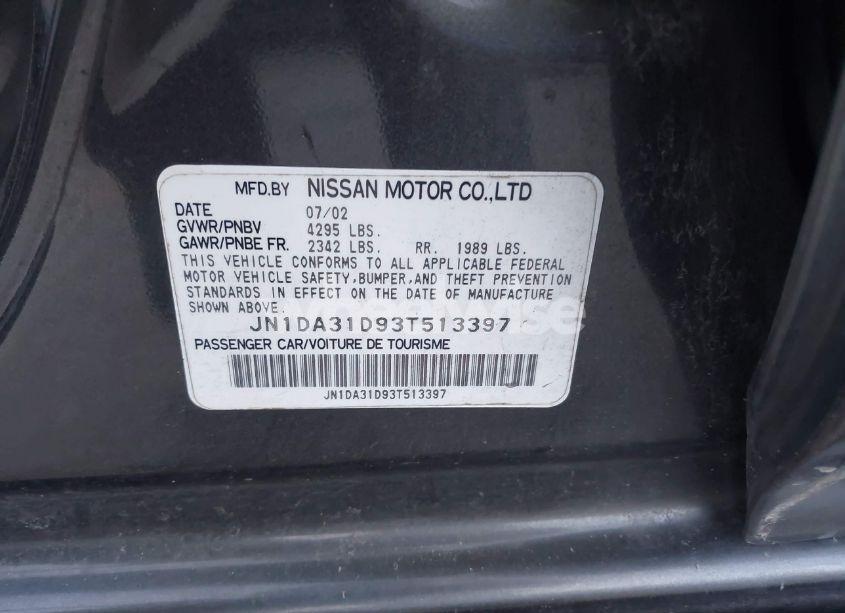 MFD.BY NISSAN MOTOR CO.,LTD
DATE 07/02
GVWR/PNBV 4295 LBS.
GAWR/PNBE FR. 2342 LBS. RR. 1989 LBS.
THIS VEHICLE CONFORMS TO ALL APPLICABLE FEDERAL
MOTOR VEHICLE SAFETY,BUMPER,AND THEFT PREVENTION
STANDARDS IN EFFECT ON THE DATE OF MANUFACTURE
SHOWN ABOVE.
JN1DA31D93T513397
PASSENGER CAR/VOITURE DE TOURISME
JN1DA31D93T513397